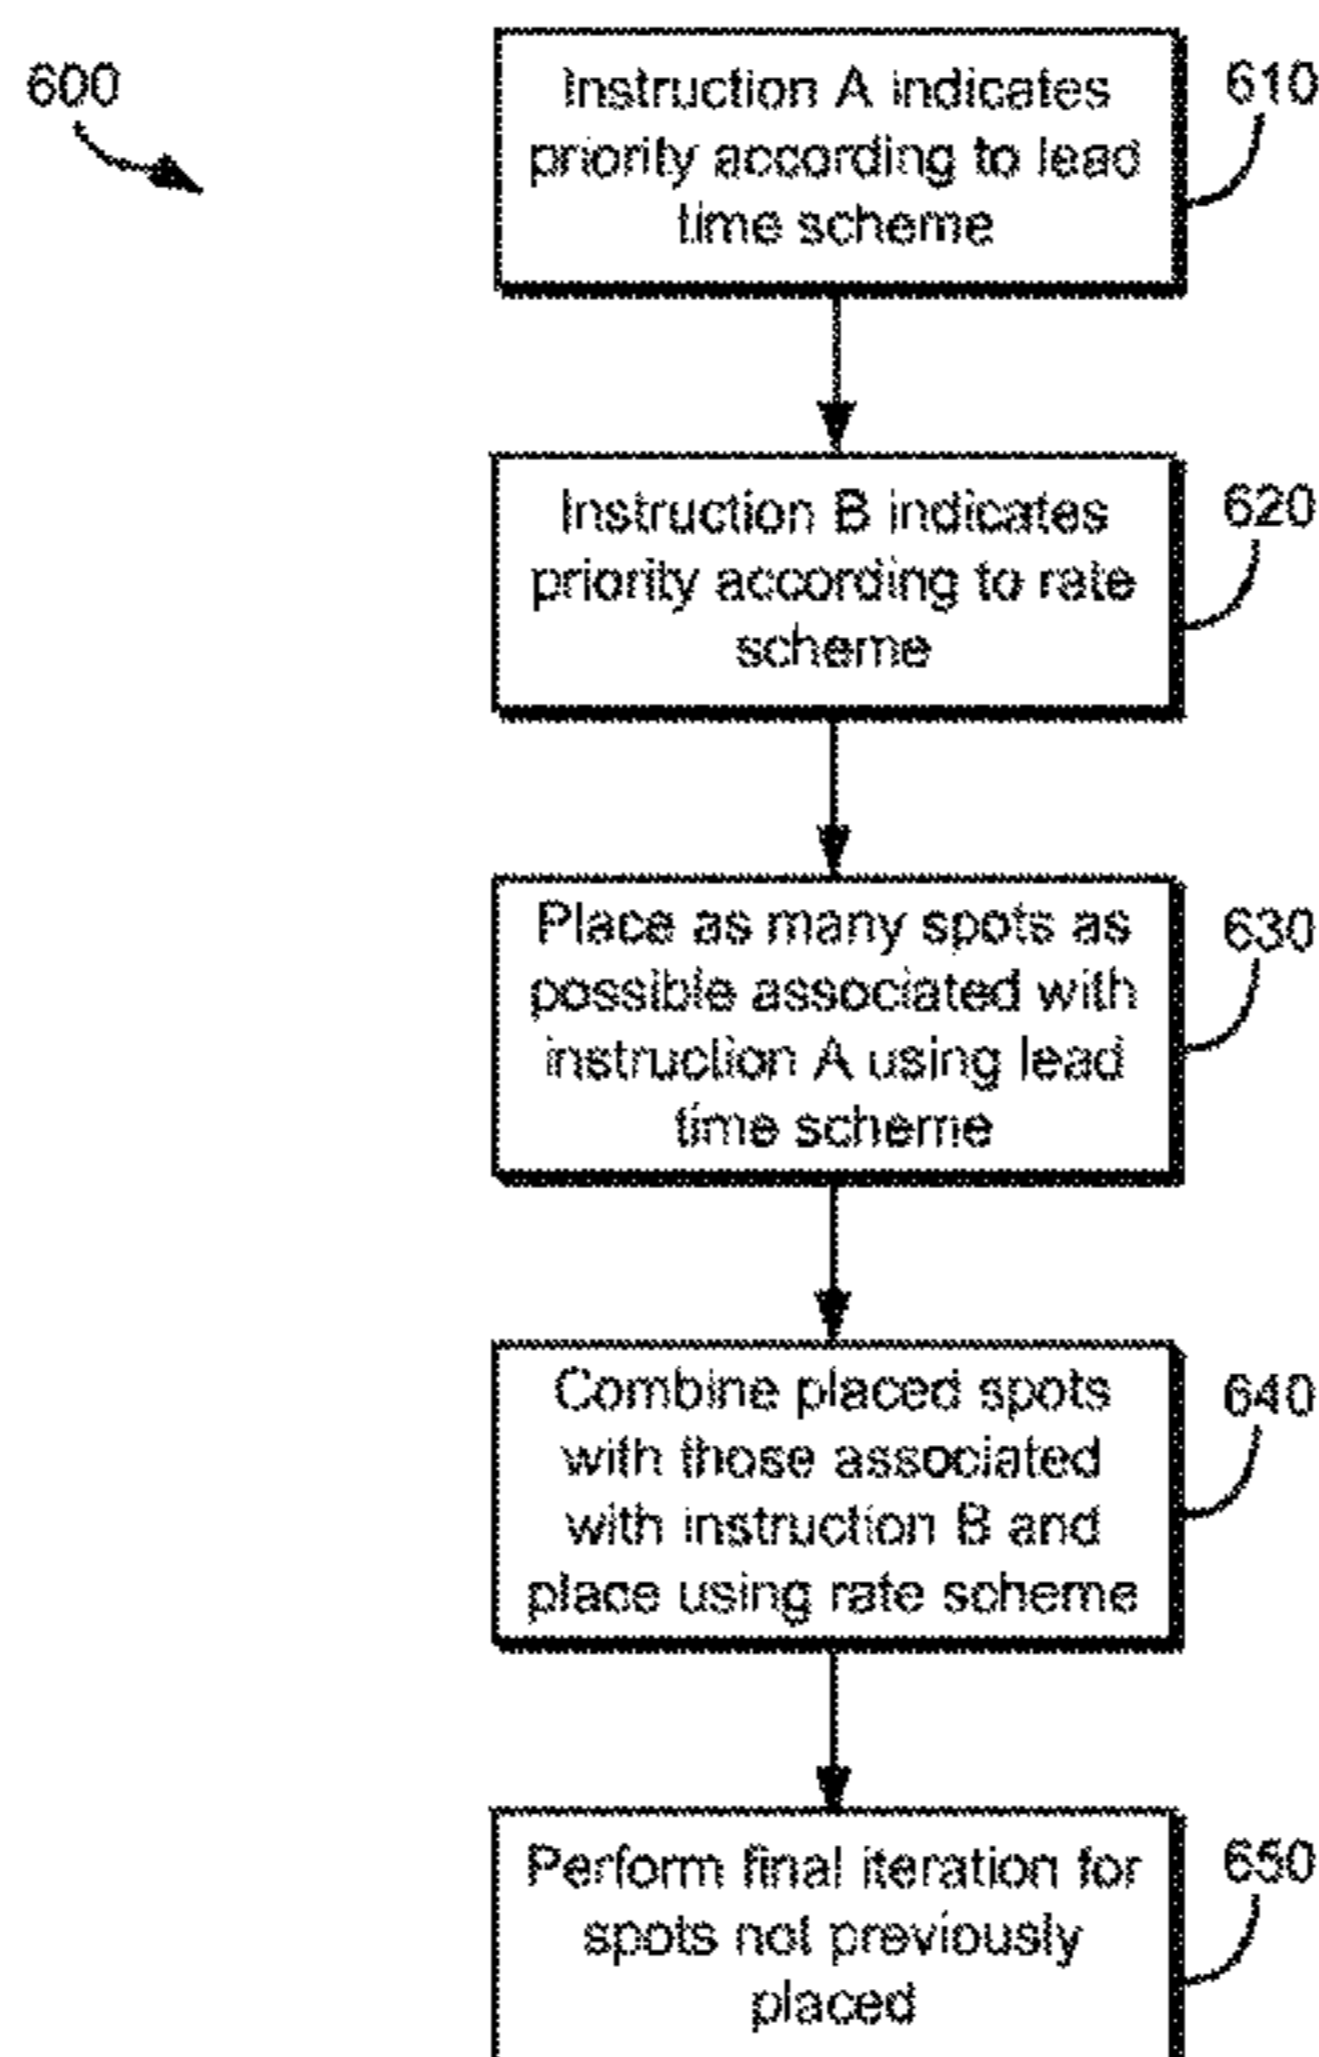 600
610
Instruction A indicates
priority according to lead
time scheme
620
Instruction B indicates
priority according to rate
scheme
630
Place as many spots as
possible associated with
instruction A using lead
time scheme
640
Combine placed spots
with those associated
with instruction B and
place using rate scheme
650
Perform final iteration for
spots not previously
placed